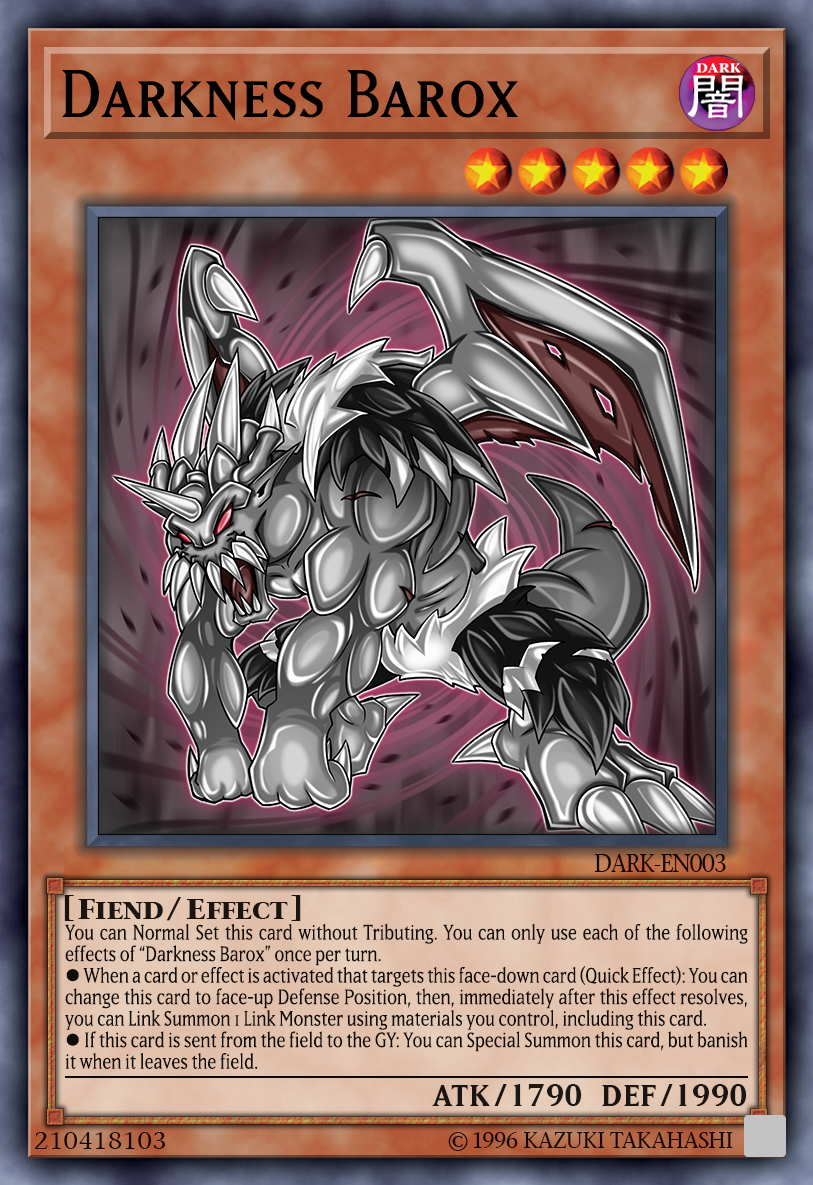 Darkness Barox
DARK
闇
DARK-EN003
[Fiend/Effect]
You can Normal Set this card without Tributing. You can only use each of the following
effects of “Darkness Barox” once per turn.
● When a card or effect is activated that targets this face-down card (Quick Effect): You can
change this card to face-up Defense Position, then, immediately after this effect resolves,
you can Link Summon 1 Link Monster using materials you control, including this card.
● If this card is sent from the field to the GY: You can Special Summon this card, but banish
it when it leaves the field.
ATK/1790 DEF/1990
210418103 © 1996 KAZUKI TAKAHASHI